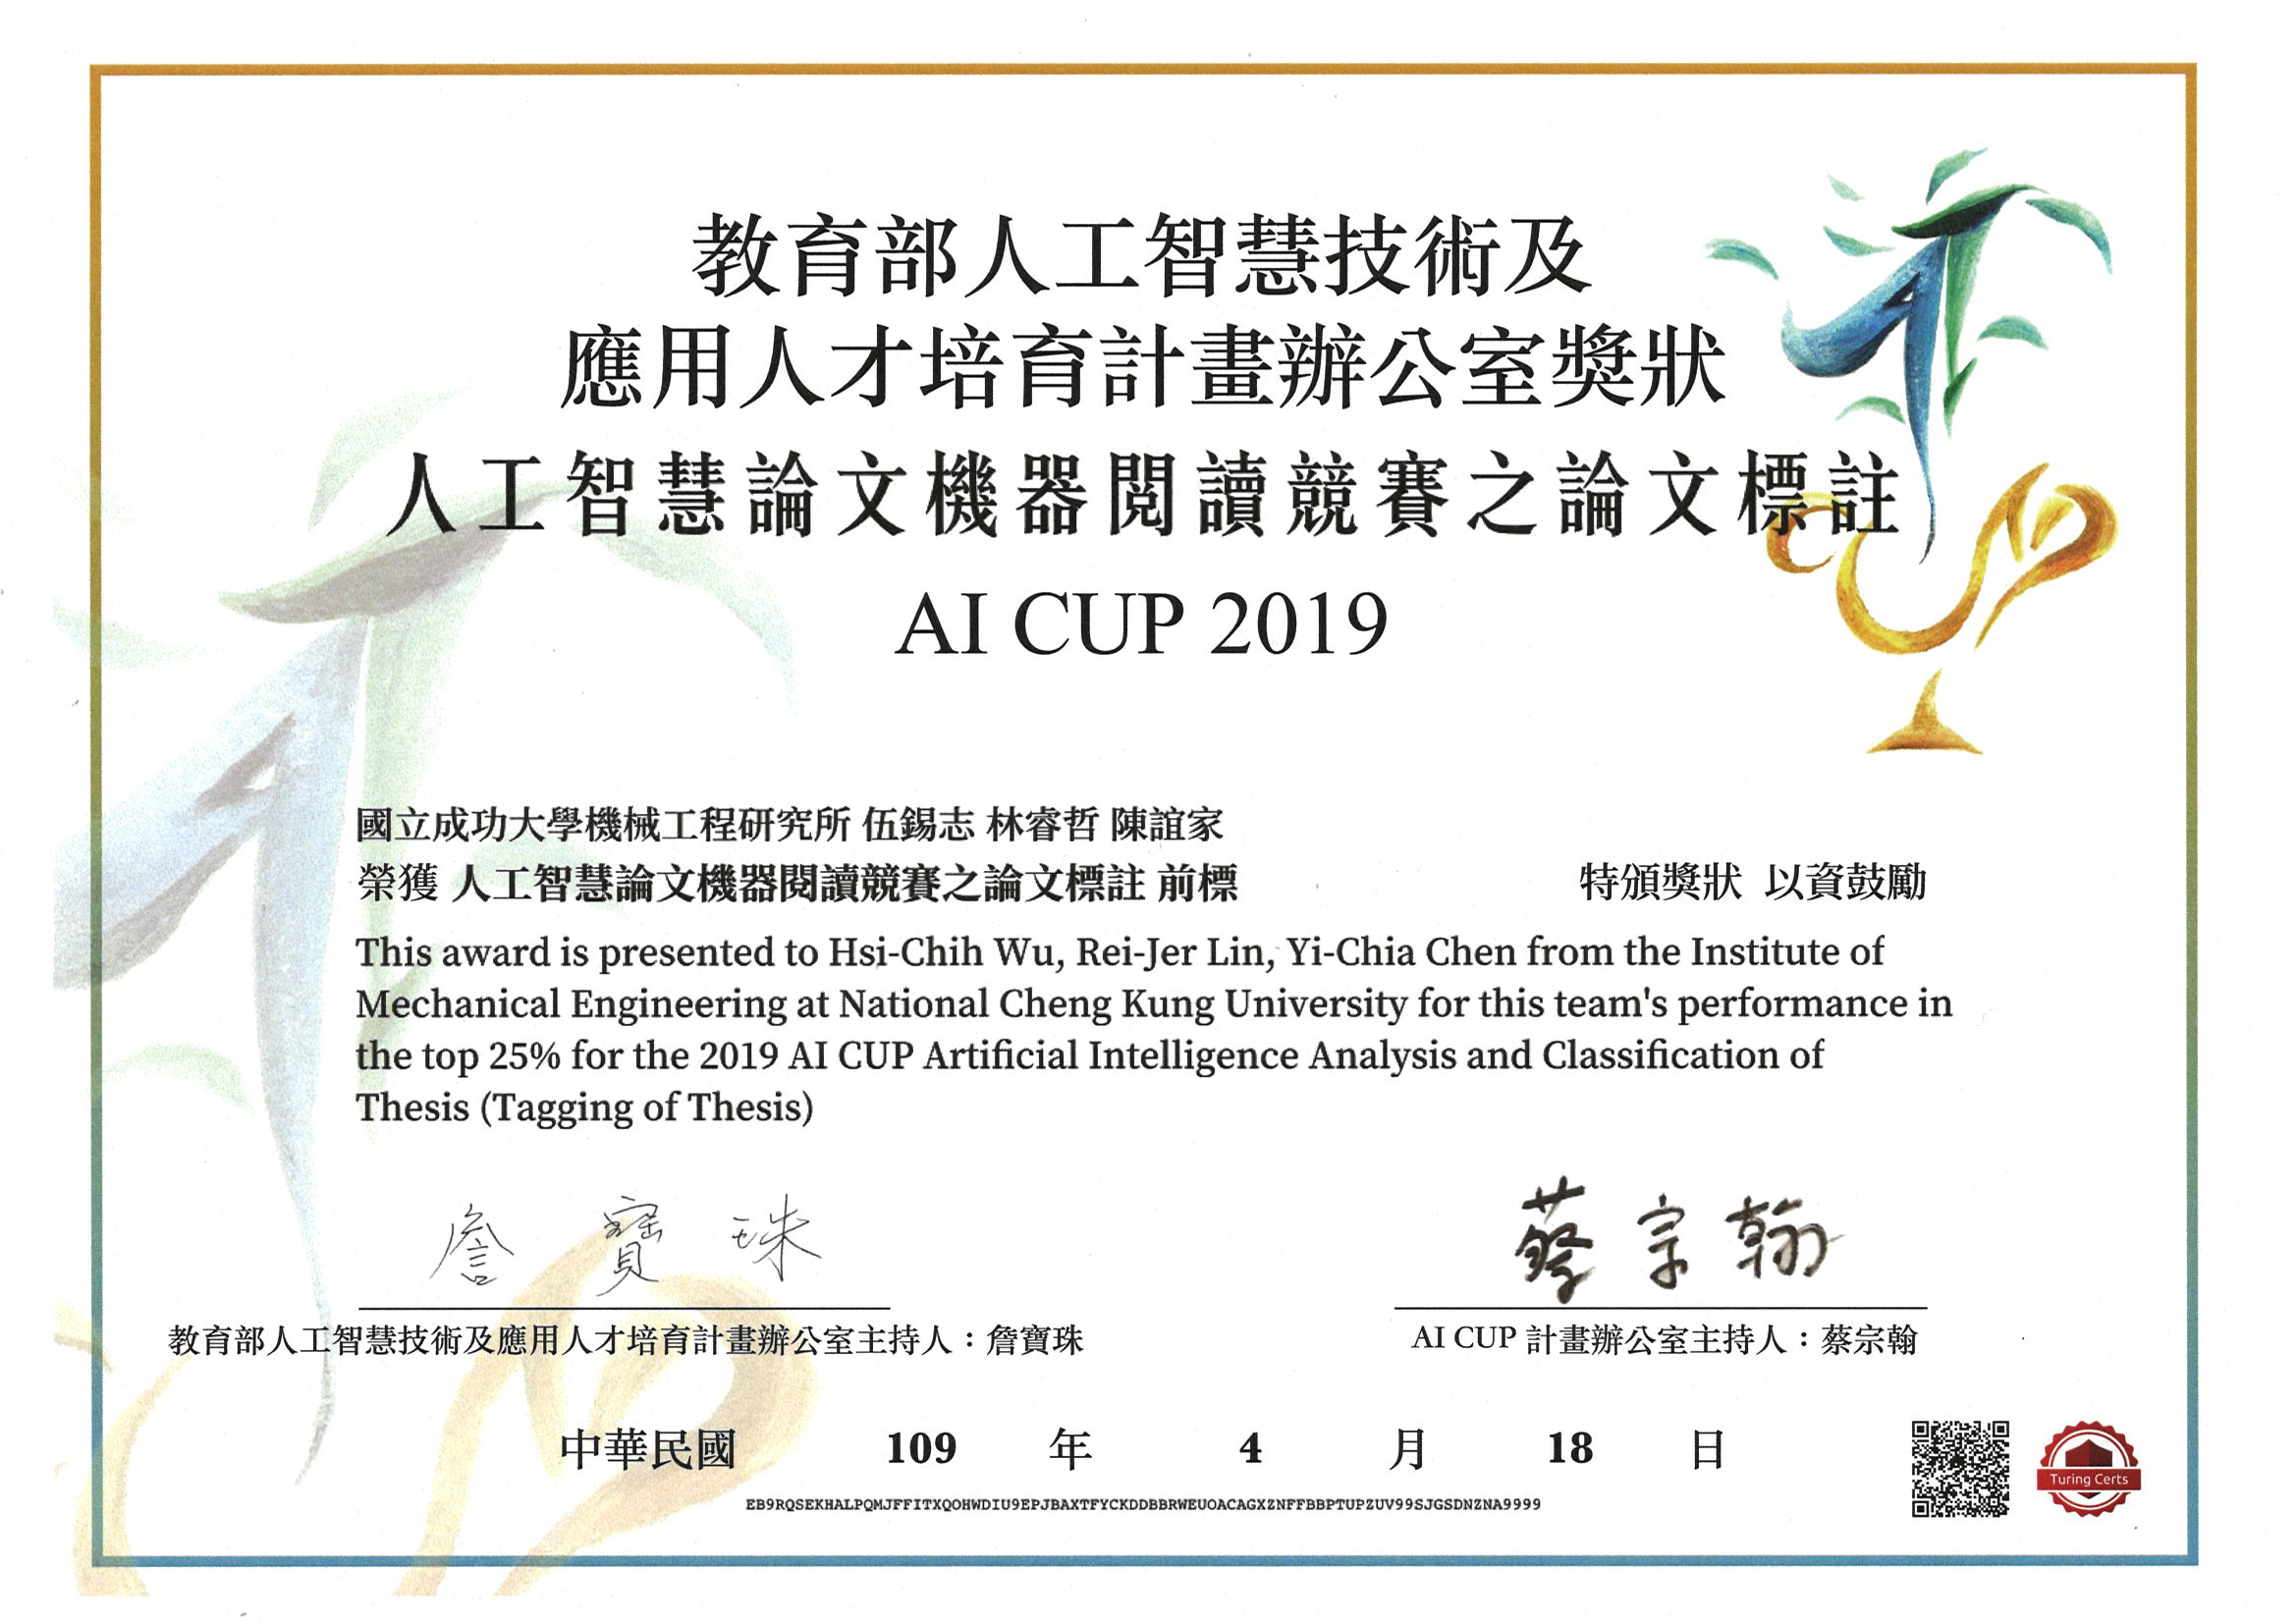 教育部人工智慧技術及
應用人才培育計畫辦公室獎狀
人工智慧論文機器閱讀競賽之論文標註
AI CUP 2019
國立成功大學機械工程研究所 伍錫志 林睿哲 陳誼家
榮獲 人工智慧論文機器閱讀競賽之論文標註 前標 特頒獎狀 以資鼓勵
This award is presented to Hsi-Chih Wu, Rei-Jer Lin, Yi-Chia Chen from the Institute of
Mechanical Engineering at National Cheng Kung University for this team's performance in
the top 25% for the 2019 AI CUP Artificial Intelligence Analysis and Classification of
Thesis (Tagging of Thesis)
詹寶珠 蔡宗翰
教育部人工智慧技術及應用人才培育計畫辦公室主持人：詹寶珠 AI CUP 計畫辦公室主持人：蔡宗翰
中華民國 109 年 4 月 18 日
EB9RQSEKHALPQMJFFITXQOHWDIU9EPJBAXTFYCKDDBBRWEUOACAGXZNFFBBPTUPZUV99SJGSDNZNA9999
Turing Certs